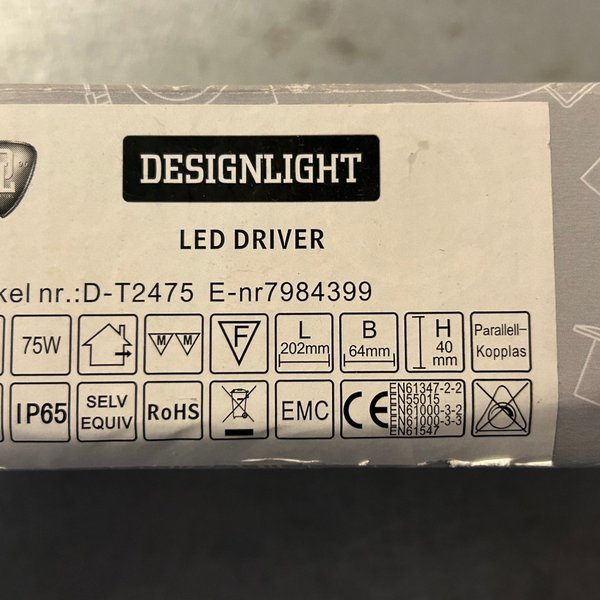 DL
DESIGNLIGHT
LED DRIVER
kel nr.:D-T2475 E-nr7984399
75W
M M
F
L
202mm
B
64mm
H
40
mm
Parallell-
Kopplas
IP65
SELV
EQUIV
RoHS
EMC
CE
EN61347-2-2
EN55015
EN61000-3-2
EN61000-3-3
EN61547